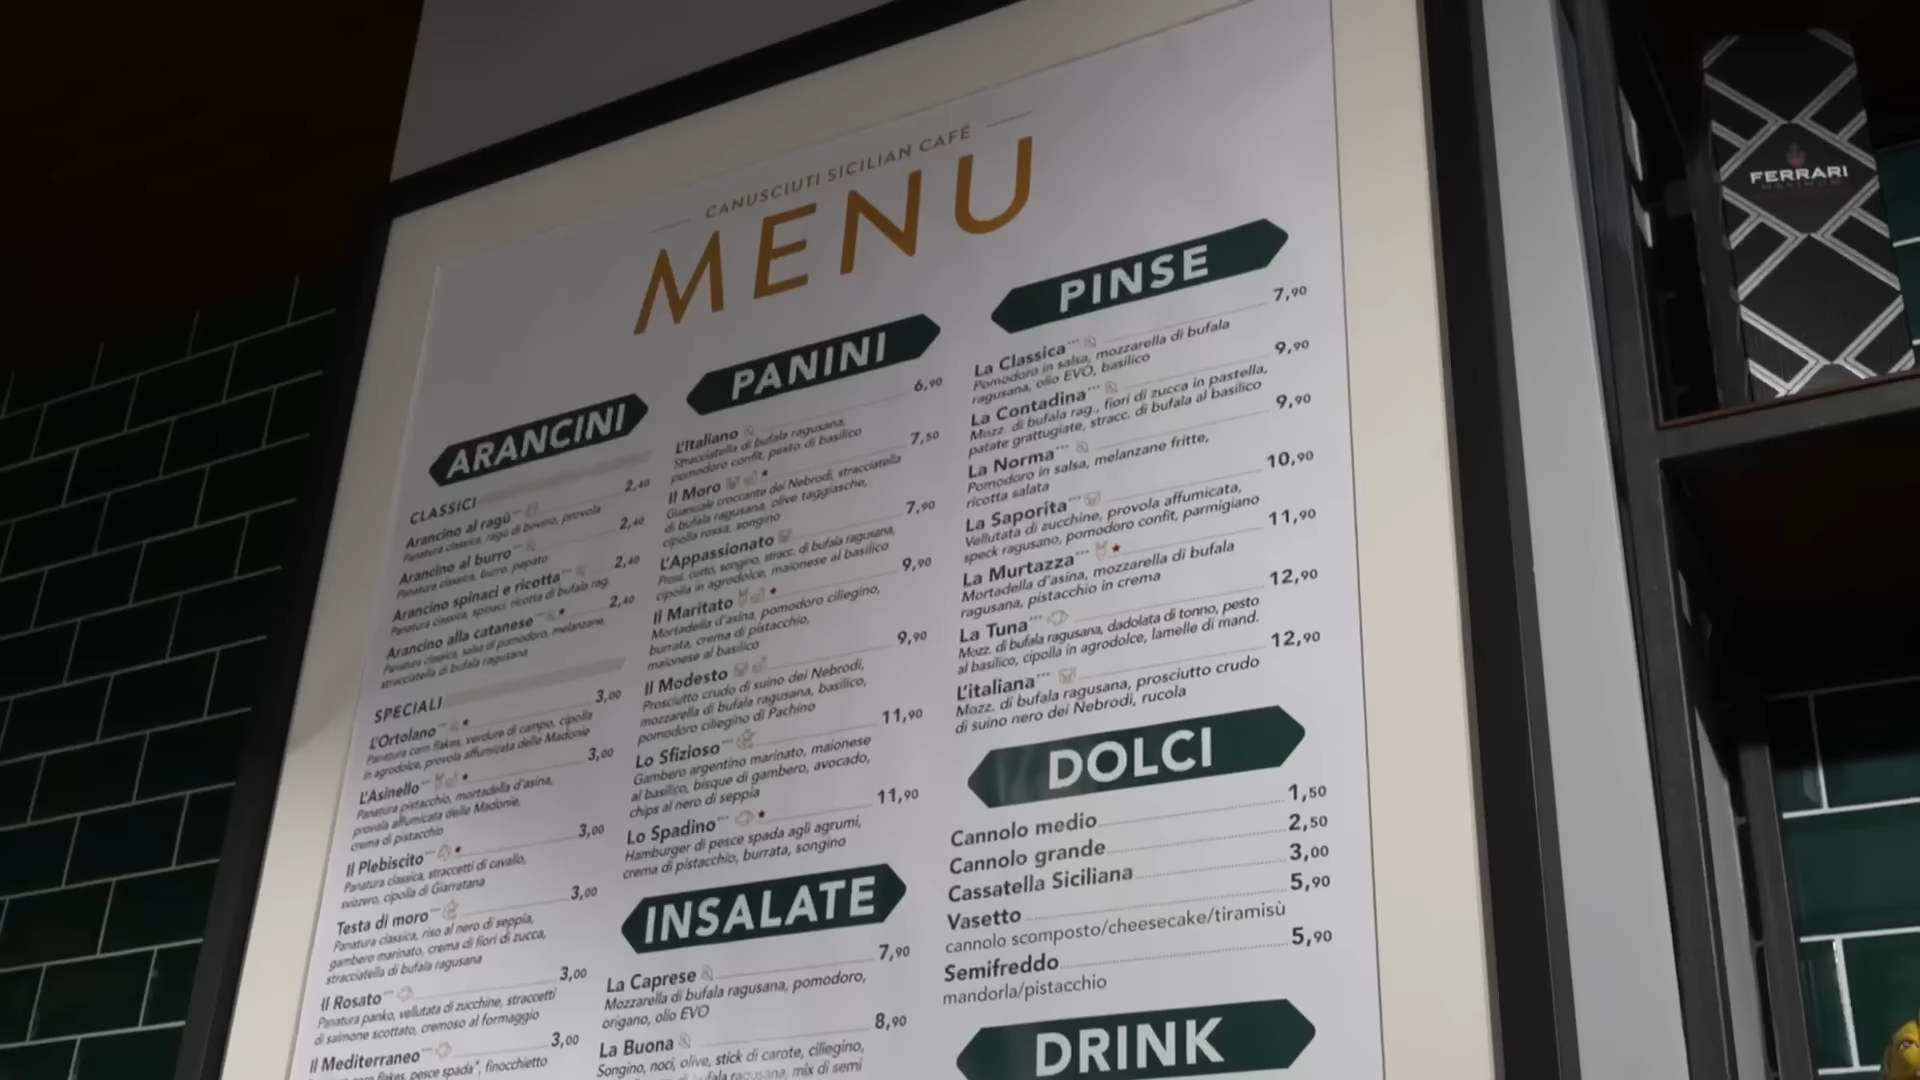 CANUSCIUTI SICILIAN CAFÉ
MENU
ARANCINI
CLASSICI
Arancino al ragù 2,40
Panatura classica, ragù di bovino, provola
Arancino al burro 2,40
Panatura classica, burro, papato
Arancino spinaci e ricotta 2,40
Panatura classica, spinaci, ricotta di bufala rag.
Arancino alla catanese 2,40
Panatura classica, salsa di pomodoro, melanzane,
stracciatella di bufala ragusana
SPECIALI
L'Ortolano 3,00
Panatura corn flakes, verdure di campo, cipolla
in agrodolce, provola affumicata delle Madonie
L'Asinello 3,00
Panatura pistacchio, mortadella d'asina,
provola affumicata delle Madonie,
crema di pistacchio
Il Plebiscito 3,00
Panatura classica, straccetti di cavallo,
svizzero, cipolla di Giarratana
Testa di moro 3,00
Panatura classica, riso al nero di seppia,
gambero marinato, crema di fiori di zucca,
stracciatella di bufala ragusana
Il Rosato 3,00
Panatura panko, vellutata di zucchine, straccetti
di salmone scottato, cremoso al formaggio
Il Mediterraneo 3,00
corn flakes, pesce spada*, finocchietto
PANINI
L'Italiano 6,90
Stracciatella di bufala ragusana,
pomodoro confit, pesto di basilico
Il Moro 7,50
Guanciale croccante dei Nebrodi, stracciatella
di bufala ragusana, olive taggiasche,
cipolla rossa, songino
L'Appassionato 7,90
Prosc. cotto, songino, stracc. di bufala ragusana,
cipolla in agrodolce, maionese al basilico
Il Maritato 9,90
Mortadella d'asina, pomodoro ciliegino,
burrata, crema di pistacchio,
maionese al basilico
Il Modesto 9,90
Prosciutto crudo di suino dei Nebrodi,
mozzarella di bufala ragusana, basilico,
pomodoro ciliegino di Pachino
Lo Sfizioso 11,90
Gambero argentino marinato, maionese
al basilico, bisque di gambero, avocado,
chips al nero di seppia
Lo Spadino 11,90
Hamburger di pesce spada agli agrumi,
crema di pistacchio, burrata, songino
INSALATE
La Caprese 7,90
Mozzarella di bufala ragusana, pomodoro,
origano, olio EVO
La Buona 8,90
Songino, noci, olive, stick di carote, ciliegino,
bufala ragusana, mix di semi
PINSE
La Classica 7,90
Pomodoro in salsa, mozzarella di bufala
ragusana, olio EVO, basilico
La Contadina 9,90
Mozz. di bufala rag., fiori di zucca in pastella,
patate grattugiate, stracc. di bufala al basilico
La Norma 9,90
Pomodoro in salsa, melanzane fritte,
ricotta salata
La Saporita 10,90
Vellutata di zucchine, provola affumicata,
speck ragusano, pomodoro confit, parmigiano
La Murtazza 11,90
Mortadella d'asina, mozzarella di bufala
ragusana, pistacchio in crema
La Tuna 12,90
Mozz. di bufala ragusana, dadolata di tonno, pesto
al basilico, cipolla in agrodolce, lamelle di mand.
L'italiana 12,90
Mozz. di bufala ragusana, prosciutto crudo
di suino nero dei Nebrodi, rucola
DOLCI
Cannolo medio 1,50
Cannolo grande 2,50
Cassatella Siciliana 3,00
Vasetto 5,90
cannolo scomposto/cheesecake/tiramisù
Semifreddo 5,90
mandorla/pistacchio
DRINK
FERRARI
MAXIMUM